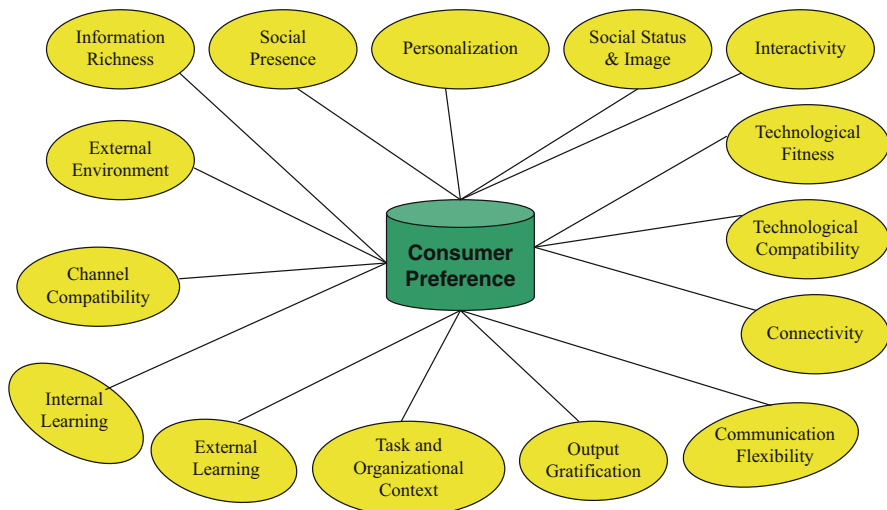 Information
Richness
Social
Presence
Personalization
Social Status
& Image
Interactivity
External
Environment
Technological
Fitness
Consumer
Preference
Technological
Compatibility
Channel
Compatibility
Connectivity
Internal
Learning
External
Learning
Task and
Organizational
Context
Output
Gratification
Communication
Flexibility